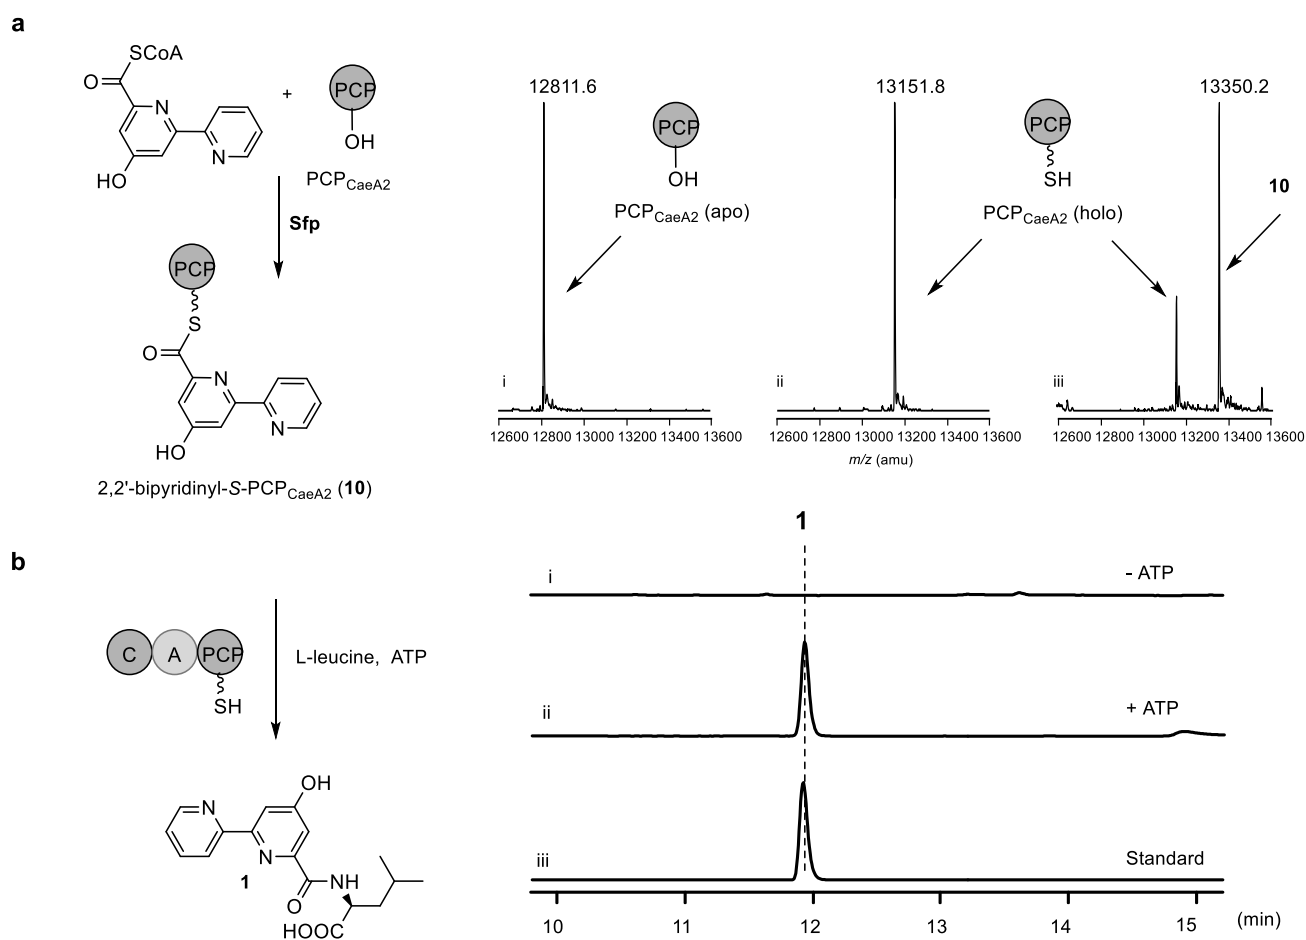 a
SCoA
O
N
N
HO
+
PCP
OH
PCPCaeA2
Sfp
PCP
S
O
N
N
HO
2,2'-bipyridinyl-S-PCPCaeA2 (10)
12811.6
PCP
OH
PCPCaeA2 (apo)
i
12600 12800 13000 13200 13400 13600
13151.8
PCP
SH
PCPCaeA2 (holo)
ii
12600 12800 13000 13200 13400 13600
m/z (amu)
13350.2
10
iii
12600 12800 13000 13200 13400 13600
b
C A PCP
SH
L-leucine, ATP
OH
N
N
1
NH
O
HOOC
1
i
- ATP
ii
+ ATP
iii
Standard
10 11 12 13 14 15 (min)